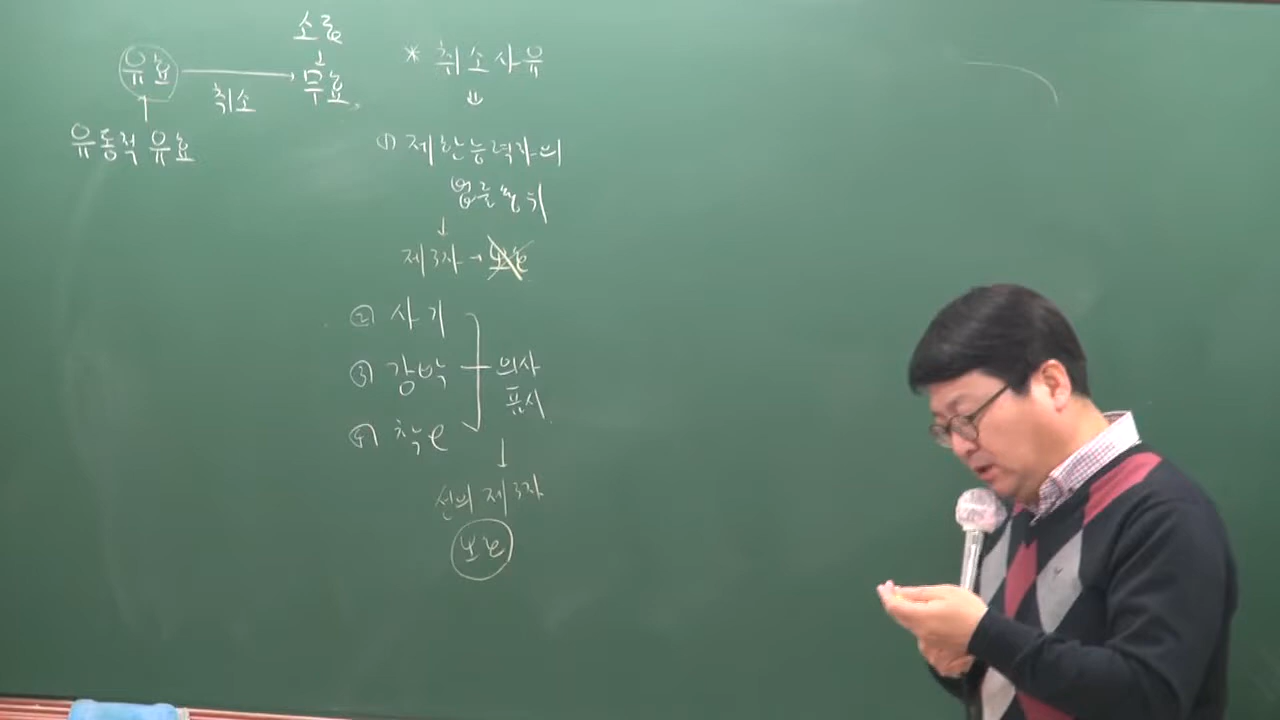 소급
↓
유효 → 무효
취소
↑
유동적 유효
* 취소사유
⇓
① 제한능력자의
법률행위
↓
제3자 → 보호
② 사기
③ 강박
④ 착오
의사
표시
↓
선의 제3자
보호